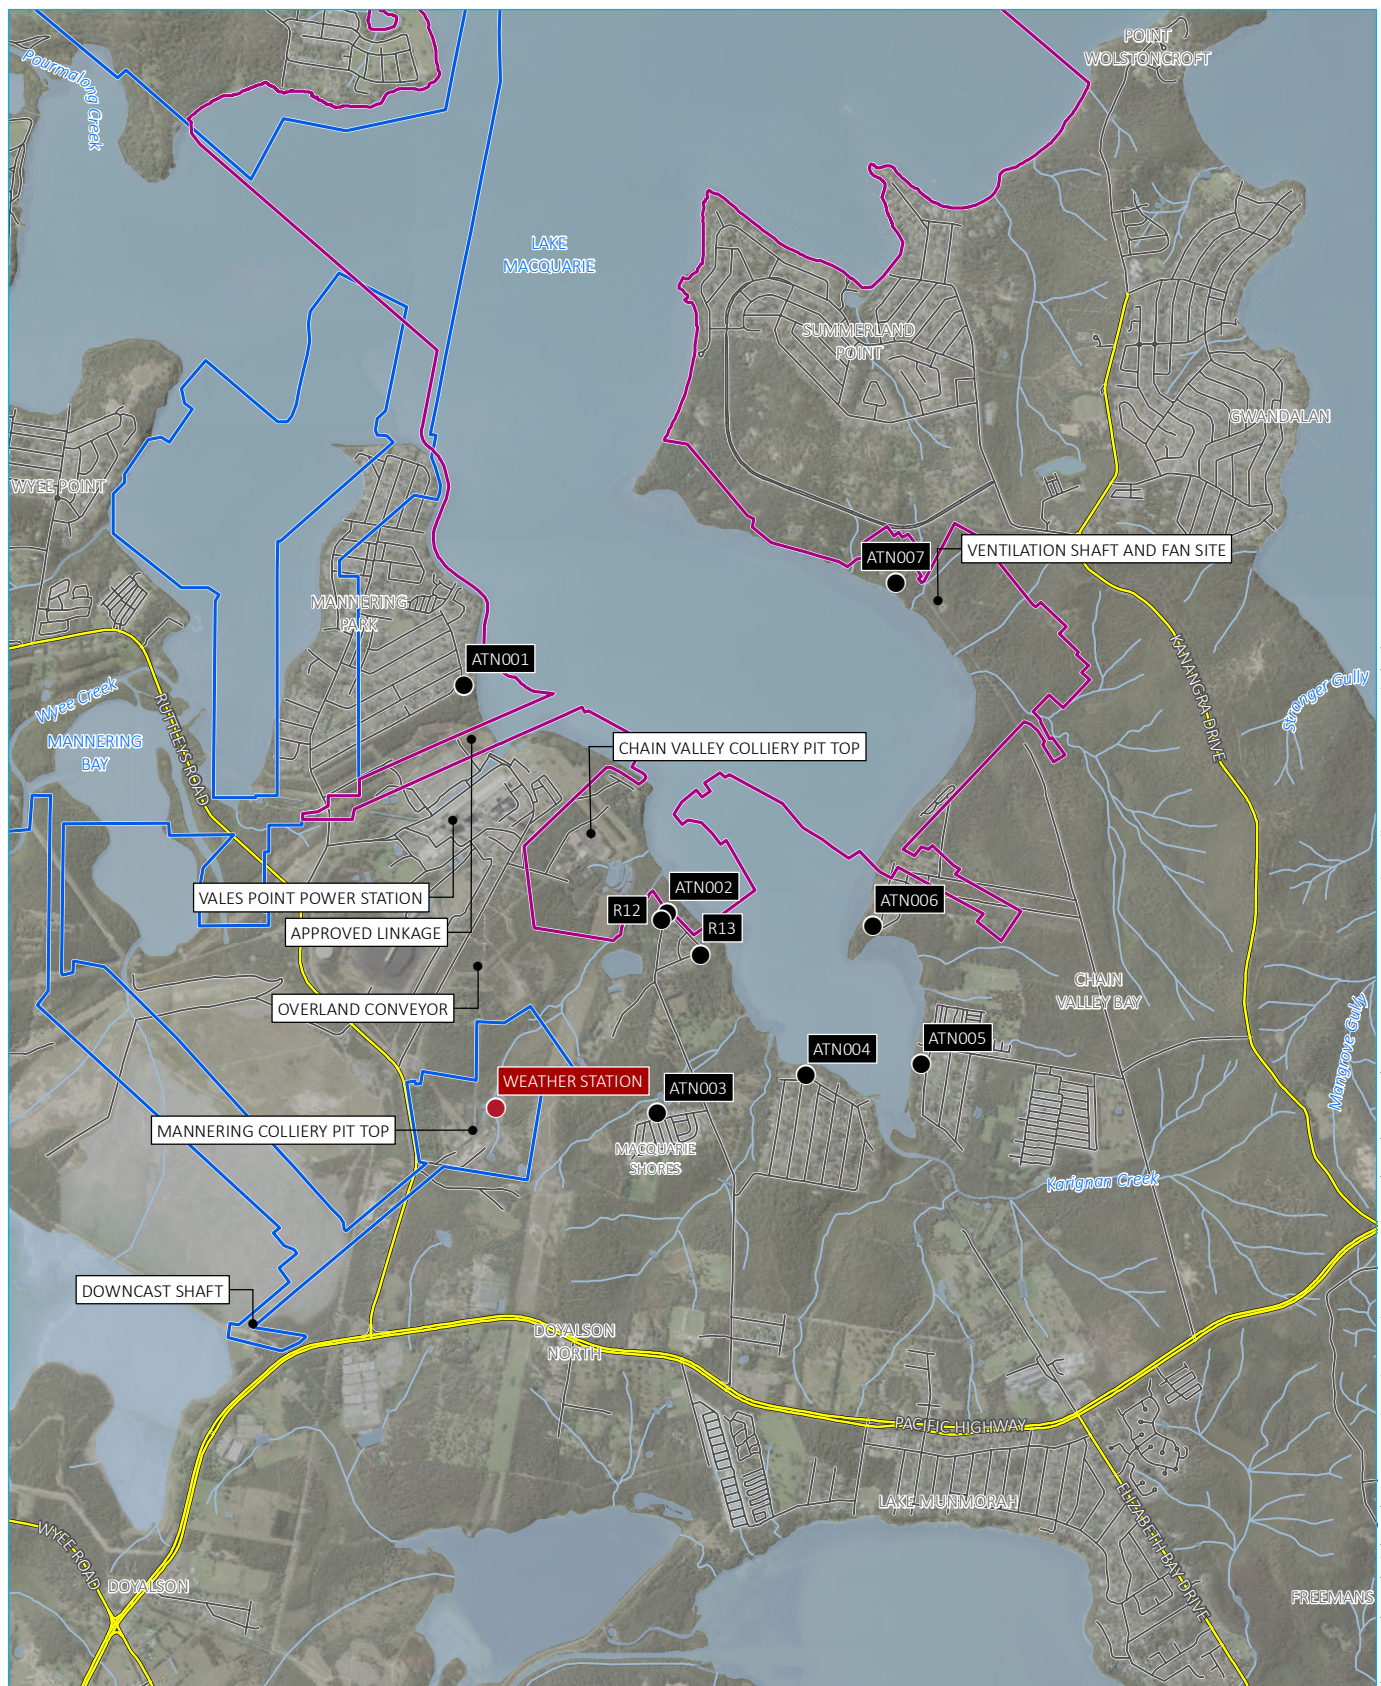 POINT
WOLSTONCROFT
Pourmalong Creek
LAKE
MACQUARIE
SUMMERLAND
POINT
GWANDALAN
WYEE POINT
ATN007
VENTILATION SHAFT AND FAN SITE
MANNERING
PARK
ATN001
KANANGRA DRIVE
Stranger Gully
Wyee Creek
RUTTLEYS ROAD
MANNERING
BAY
CHAIN VALLEY COLLIERY PIT TOP
VALES POINT POWER STATION
ATN002
R12
ATN006
R13
APPROVED LINKAGE
CHAIN
VALLEY BAY
OVERLAND CONVEYOR
Mangrove Gully
ATN004
ATN005
WEATHER STATION
ATN003
MANNERING COLLIERY PIT TOP
MACQUARIE
SHORES
Karignan Creek
DOWNCAST SHAFT
DOYALSON
NORTH
PACIFIC HIGHWAY
LAKE MUNMORAH
ELIZABETH BAY DRIVE
WYEE ROAD
DOYALSON
FREEMANS